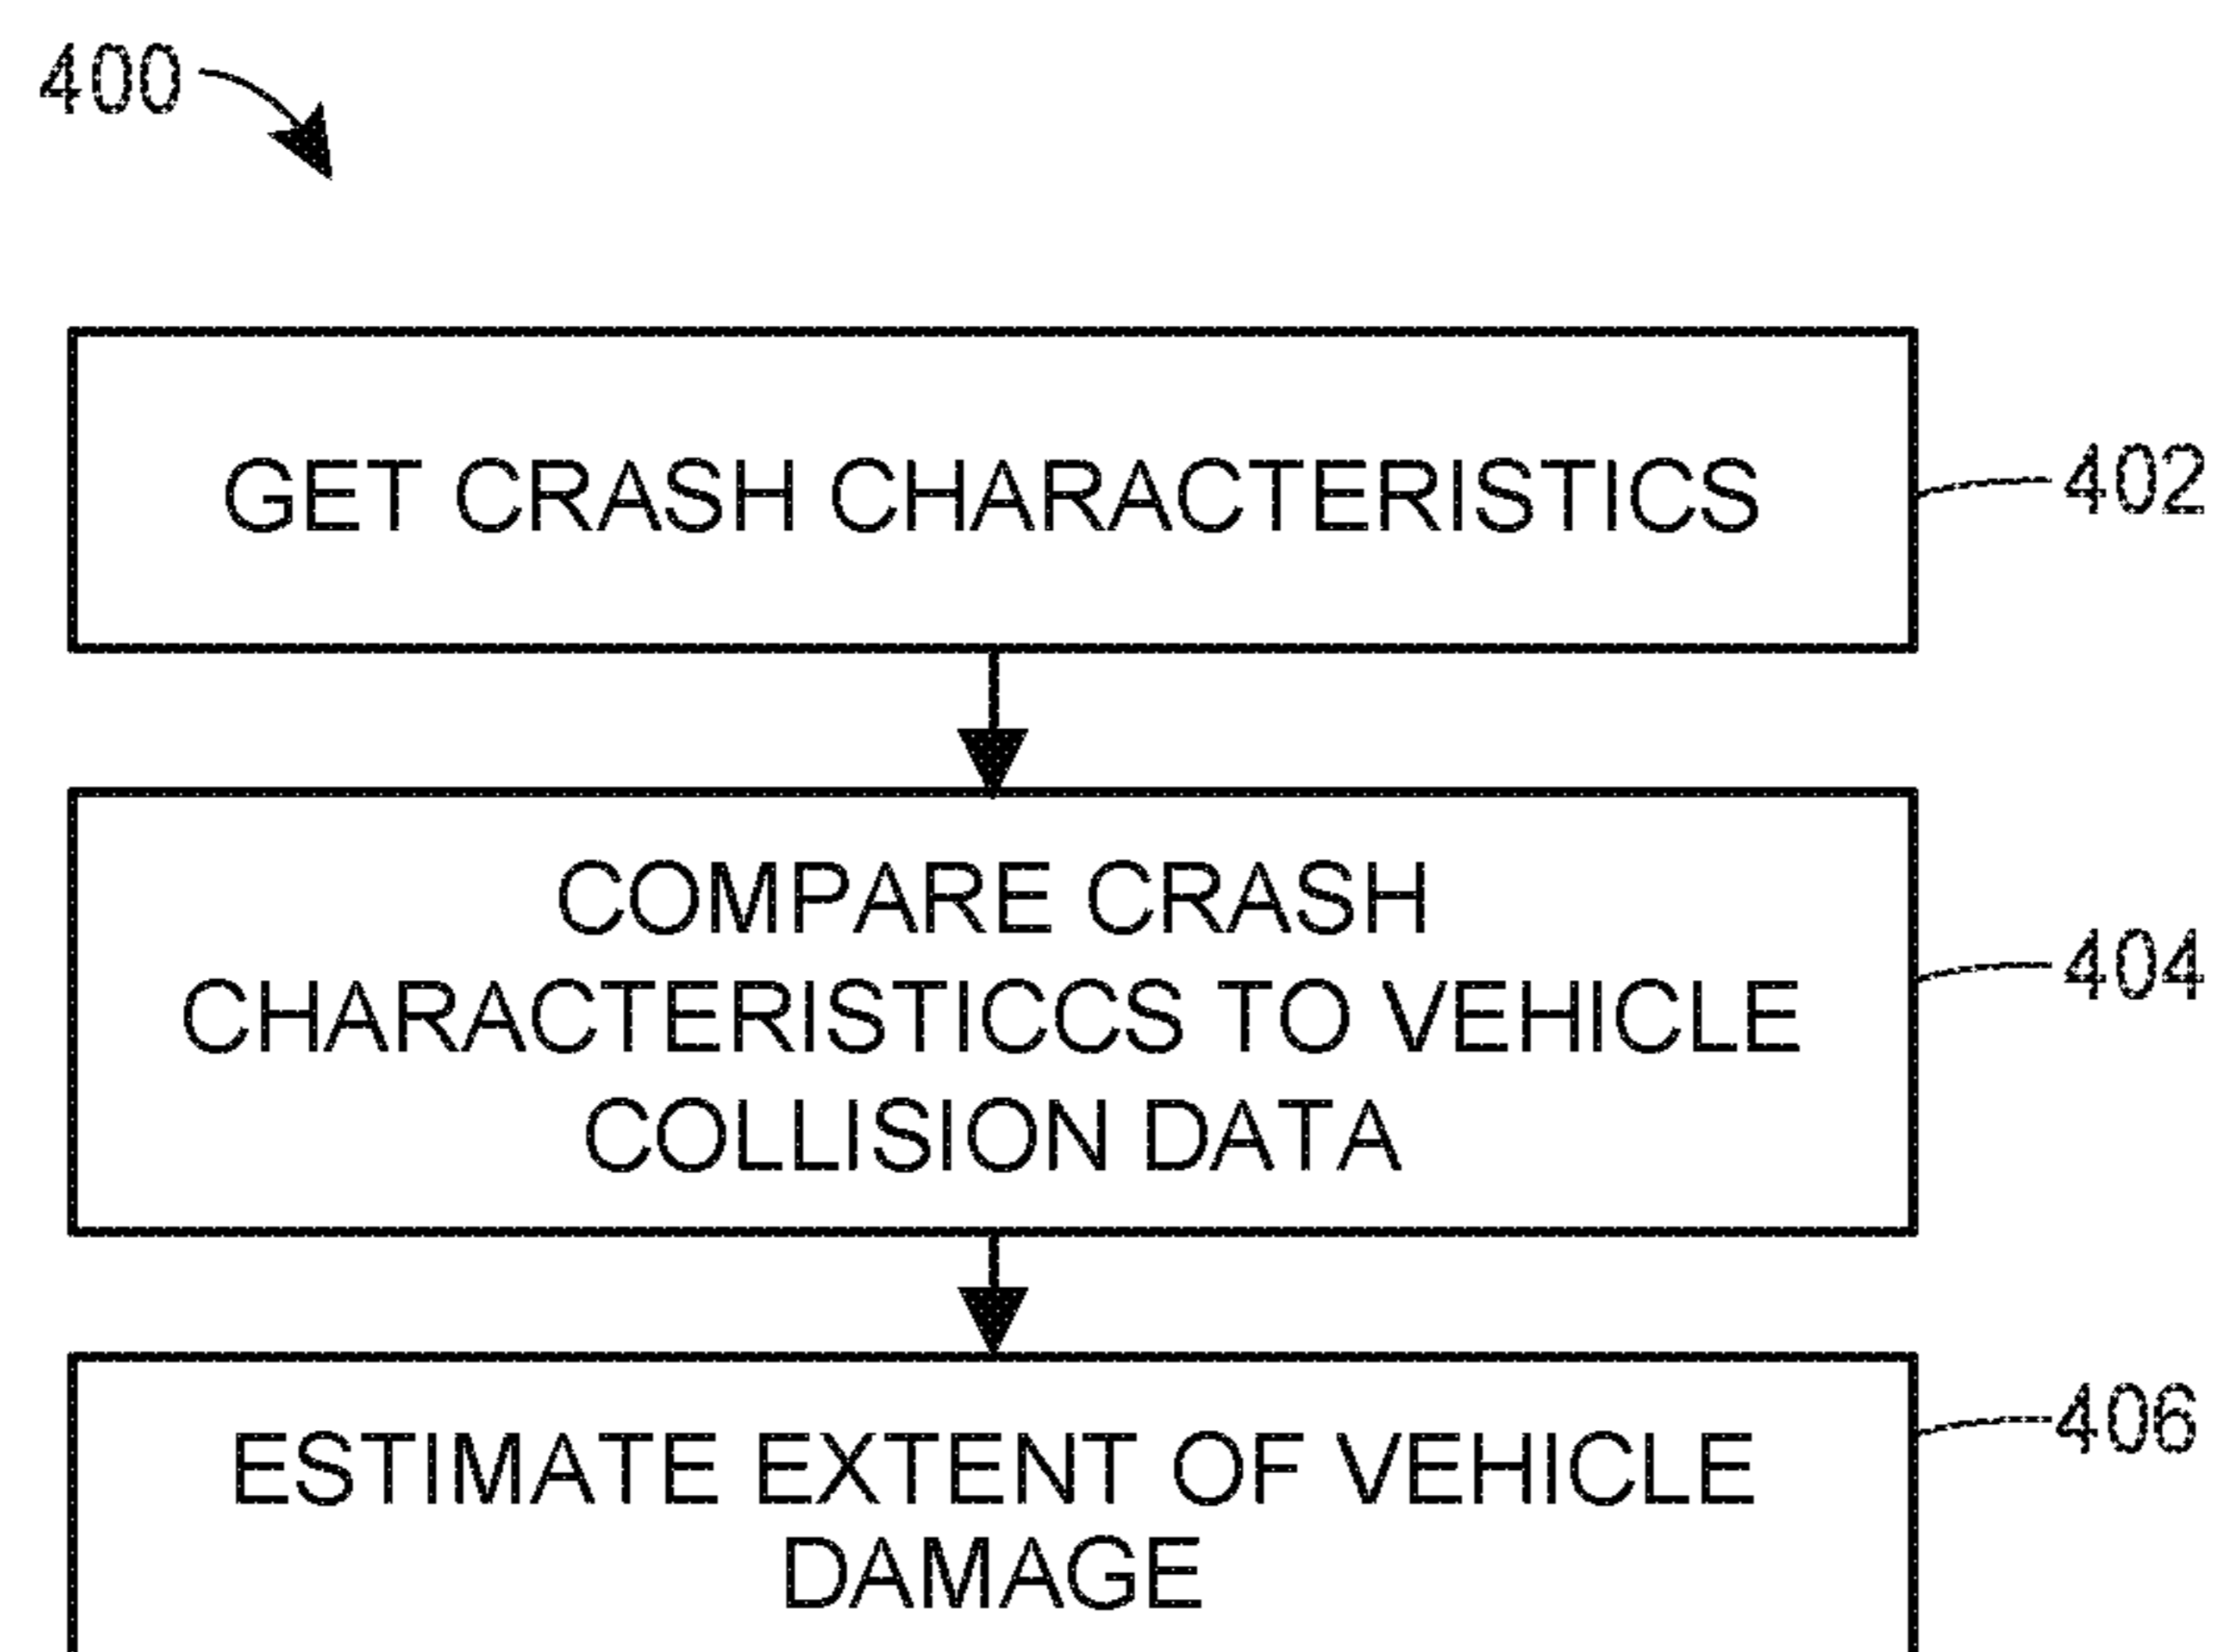 400
GET CRASH CHARACTERISTICS
402
COMPARE CRASH
CHARACTERISTICCS TO VEHICLE
COLLISION DATA
404
ESTIMATE EXTENT OF VEHICLE
DAMAGE
406